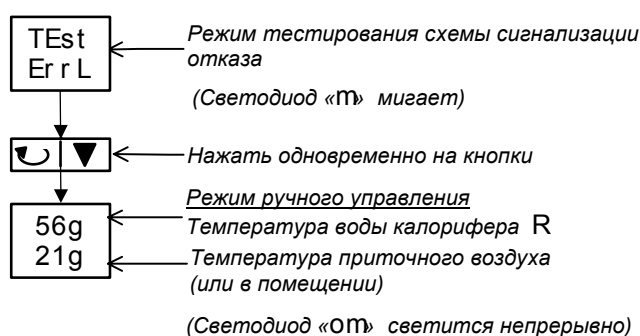 TEst
Er r L
Режим тестирования схемы сигнализации
отказа
(Светодиод «m» мигает)
Нажать одновременно на кнопки
Режим ручного управления
56g
Температура воды калорифера R
21g
Температура приточного воздуха
(или в помещении)
(Светодиод «om» светится непрерывно)